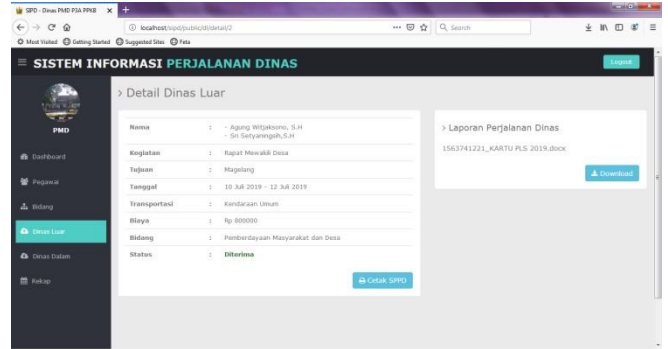 SIPD - Dinas PMD P3A PPKB
localhost/sipd/public/dl/detail/2
Search
Most Visited Getting Started Suggested Sites Peta
SISTEM INFORMASI PERJALANAN DINAS
Logout
PMD
Dashboard
Pegawai
Bidang
Dinas Luar
Dinas Dalam
Rekap
> Detail Dinas Luar
Nama : - Agung Witjaksono, S.H
- Sri Setyaningsih,S.H
Kegiatan : Rapat Mewakili Desa
Tujuan : Magelang
Tanggal : 10 Juli 2019 - 12 Juli 2019
Transportasi : Kendaraan Umum
Biaya : Rp 800000
Bidang : Pemberdayaan Masyarakat dan Desa
Status : Diterima
Cetak SPPD
> Laporan Perjalanan Dinas
1563741221_KARTU PLS 2019.docx
Download